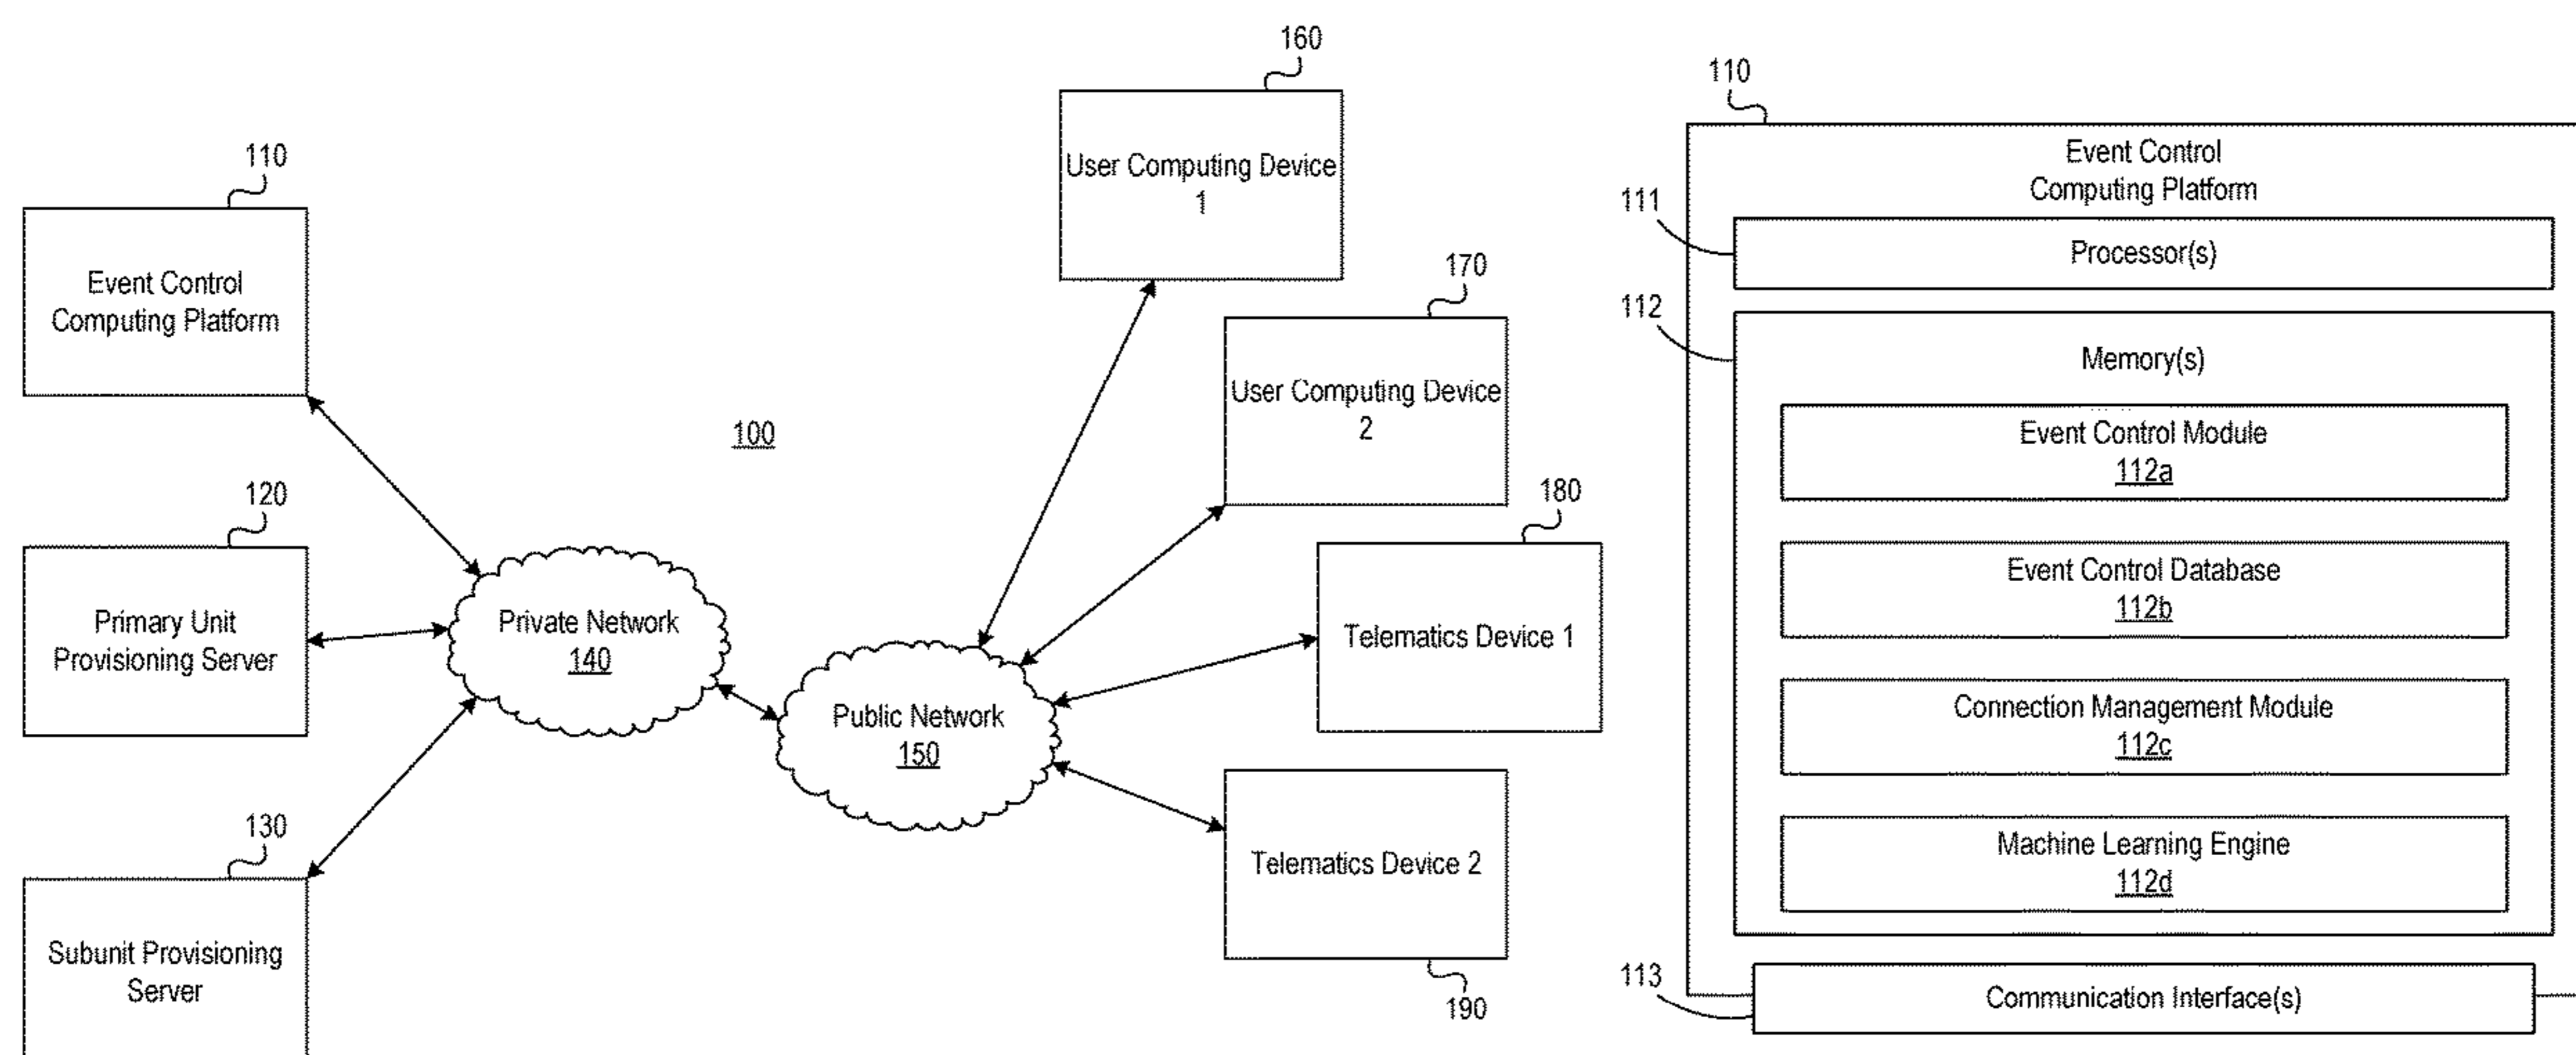 110
Event Control
Computing Platform
120
Primary Unit
Provisioning Server
130
Subunit Provisioning
Server
100
Private Network
140
Public Network
150
160
User Computing Device
1
170
User Computing Device
2
180
Telematics Device 1
Telematics Device 2
190
110
Event Control
Computing Platform
111
Processor(s)
112
Memory(s)
Event Control Module
112a
Event Control Database
112b
Connection Management Module
112c
Machine Learning Engine
112d
113
Communication Interface(s)